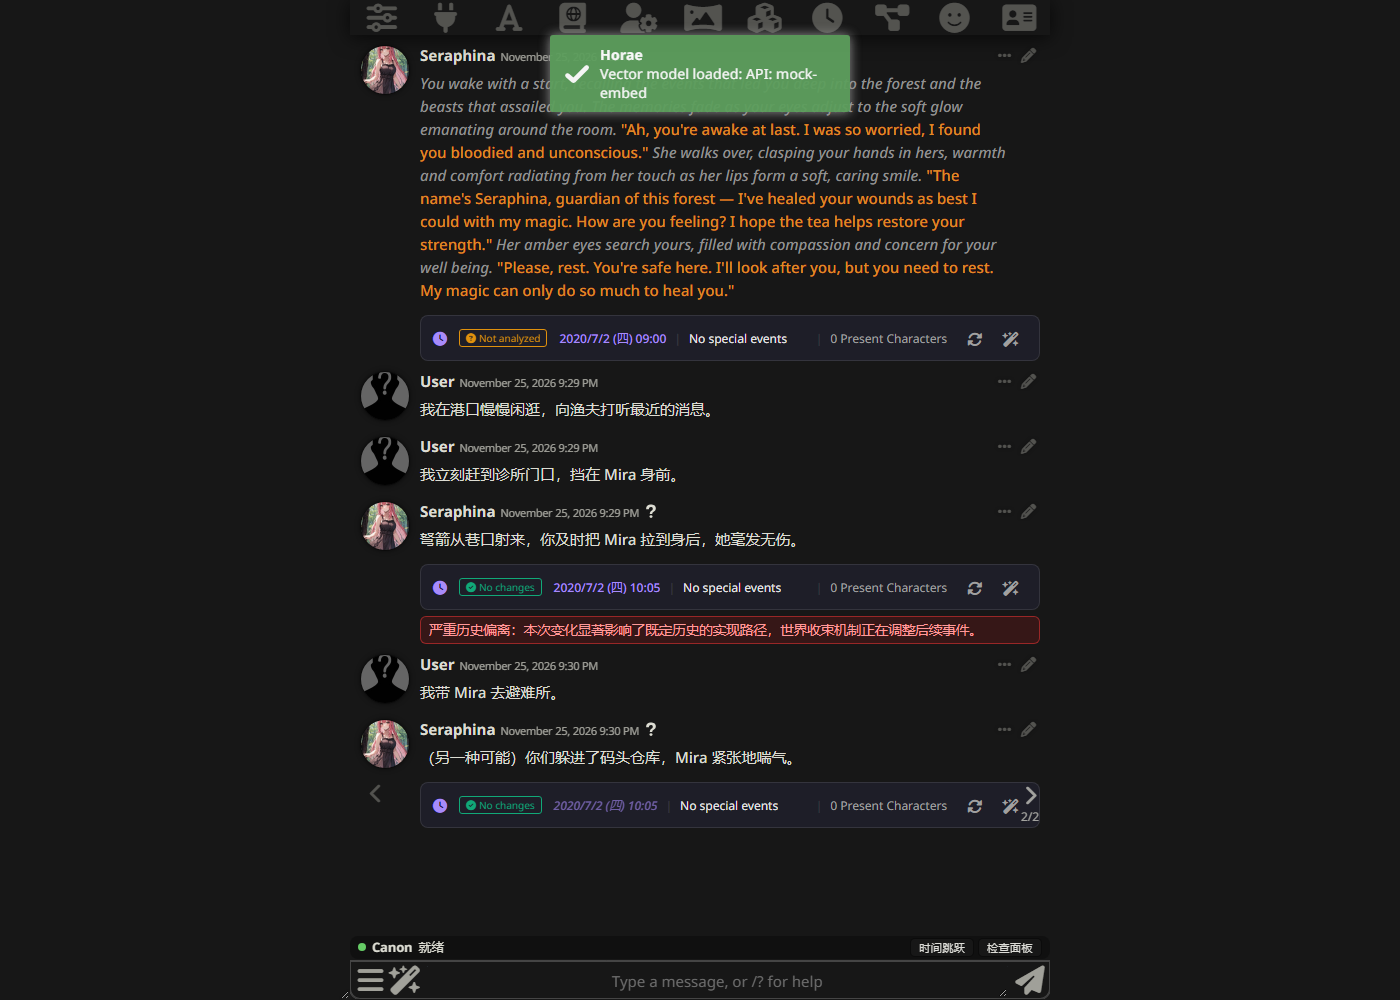 Horae
Vector model loaded: API: mock-
embed
Seraphina November
You wake with a sta into the forest and the
beasts that assailed to the soft glow
emanating around the room. "Ah, you're awake at last. I was so worried, I found
you bloodied and unconscious." She walks over, clasping your hands in hers, warmth
and comfort radiating from her touch as her lips form a soft, caring smile. "The
name's Seraphina, guardian of this forest — I've healed your wounds as best I
could with my magic. How are you feeling? I hope the tea helps restore your
strength." Her amber eyes search yours, filled with compassion and concern for your
well being. "Please, rest. You're safe here. I'll look after you, but you need to rest.
My magic can only do so much to heal you."
Not analyzed 2020/7/2 (四) 09:00 No special events 0 Present Characters
User November 25, 2026 9:29 PM
我在港口慢慢闲逛，向渔夫打听最近的消息。
User November 25, 2026 9:29 PM
我立刻赶到诊所门口，挡在 Mira 身前。
Seraphina November 25, 2026 9:29 PM ?
弩箭从巷口射来，你及时把 Mira 拉到身后，她毫发无伤。
No changes 2020/7/2 (四) 10:05 No special events 0 Present Characters
严重历史偏离：本次变化显著影响了既定历史的实现路径，世界收束机制正在调整后续事件。
User November 25, 2026 9:30 PM
我带 Mira 去避难所。
Seraphina November 25, 2026 9:30 PM ?
（另一种可能）你们躲进了码头仓库，Mira 紧张地喘气。
No changes 2020/7/2 (四) 10:05 No special events 0 Present Characters
2/2
Canon 就绪 时间跳跃 检查面板
Type a message, or /? for help